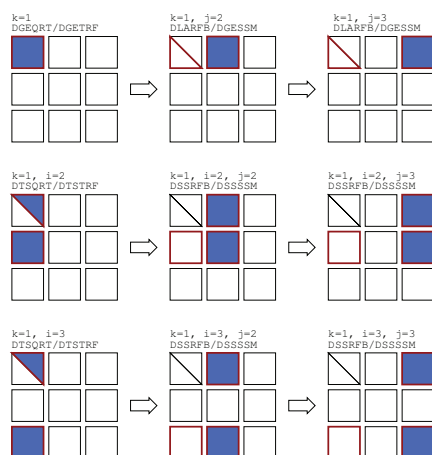 k=1
DGEQRT/DGETRF
k=1, j=2
DLARFB/DGESSM
k=1, j=3
DLARFB/DGESSM
k=1, i=2
DTSQRT/DTSTRF
k=1, i=2, j=2
DSSRFB/DSSSSM
k=1, i=2, j=3
DSSRFB/DSSSSM
k=1, i=3
DTSQRT/DTSTRF
k=1, i=3, j=2
DSSRFB/DSSSSM
k=1, i=3, j=3
DSSRFB/DSSSSM